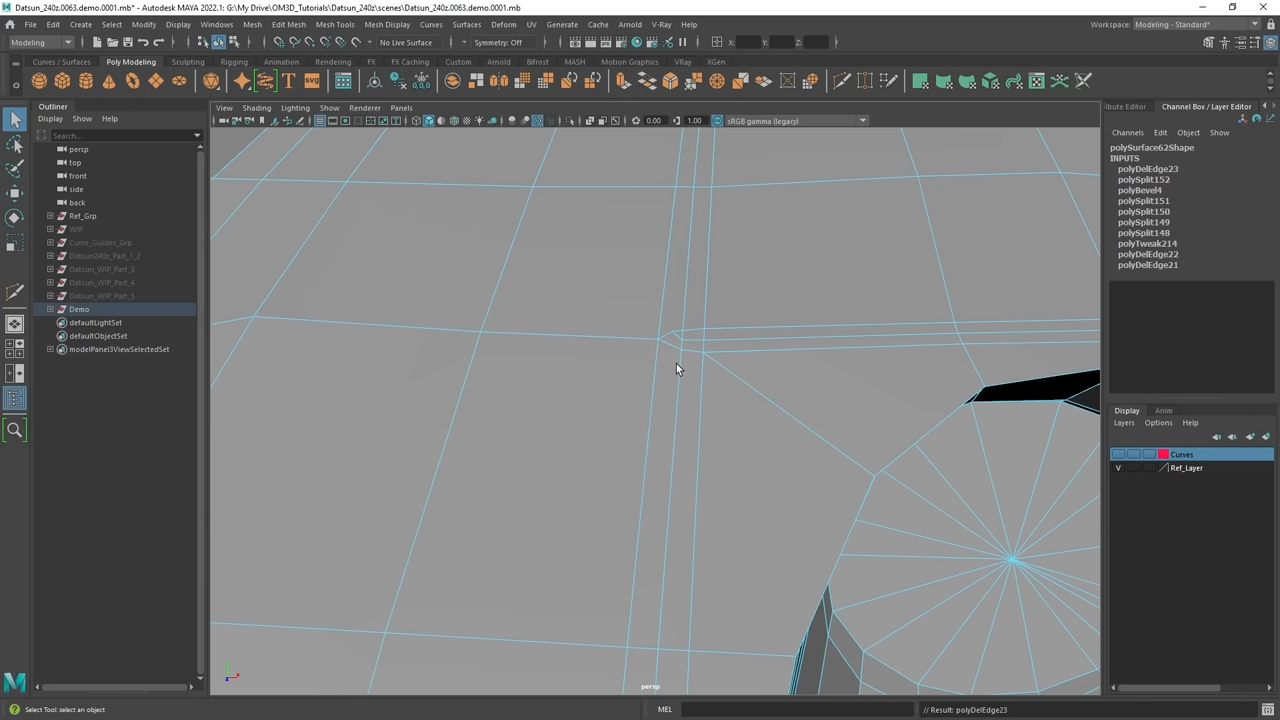 Datsun_240z.0063.demo.0001.mb* - Autodesk MAYA 2022.1: G:\My Drive\OM3D_Tutorials\Datsun_240z\scenes\Datsun_240z.0063.demo.0001.mb
File Edit Create Select Modify Display Windows Mesh Edit Mesh Mesh Tools Mesh Display Curves Surfaces Deform UV Generate Cache Arnold V-Ray Help
Workspace: Modeling - Standard*
Modeling No Live Surface Symmetry: Off X: Y: Z:
Curves / Surfaces Poly Modeling Sculpting Rigging Animation Rendering FX FX Caching Custom Arnold Bifrost MASH Motion Graphics VRay XGen
Outliner
Display Show Help
Search...
persp
top
front
side
back
Ref_Grp
WIP
Curve_Guides_Grp
Datsun240z_Part_1_2
Datsun_WIP_Part_3
Datsun_WIP_Part_4
Datsun_WIP_Part_5
Demo
defaultLightSet
defaultObjectSet
modelPanel3ViewSelectedSet
View Shading Lighting Show Renderer Panels
0.00 1.00 sRGB gamma (legacy)
persp
bute Editor Channel Box / Layer Editor
Channels Edit Object Show
polySurface62Shape
INPUTS
polyDelEdge23
polySplit152
polyBevel4
polySplit151
polySplit150
polySplit149
polySplit148
polyTweak214
polyDelEdge22
polyDelEdge21
Display Anim
Layers Options Help
Curves
V Ref_Layer
Select Tool: select an object MEL // Result: polyDelEdge23